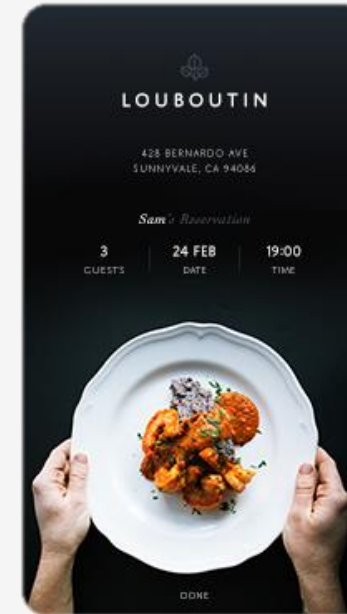 LOUBOUTIN
428 BERNARDO AVE
SUNNYVALE, CA 94086
Sam's Reservation
3 24 FEB 19:00
GUESTS DATE TIME
DONE